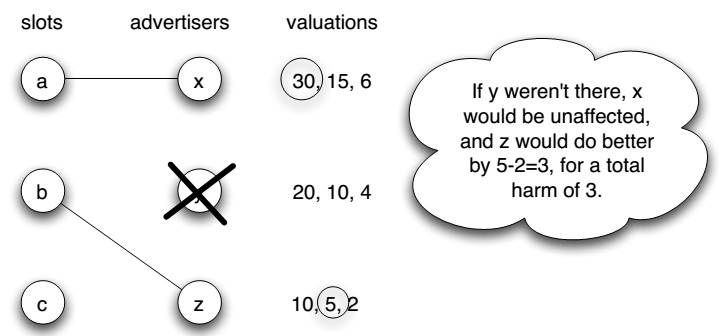 slots advertisers valuations
a x 30, 15, 6
b 20, 10, 4
c z 10, 5, 2
If y weren't there, x
would be unaffected,
and z would do better
by 5-2=3, for a total
harm of 3.